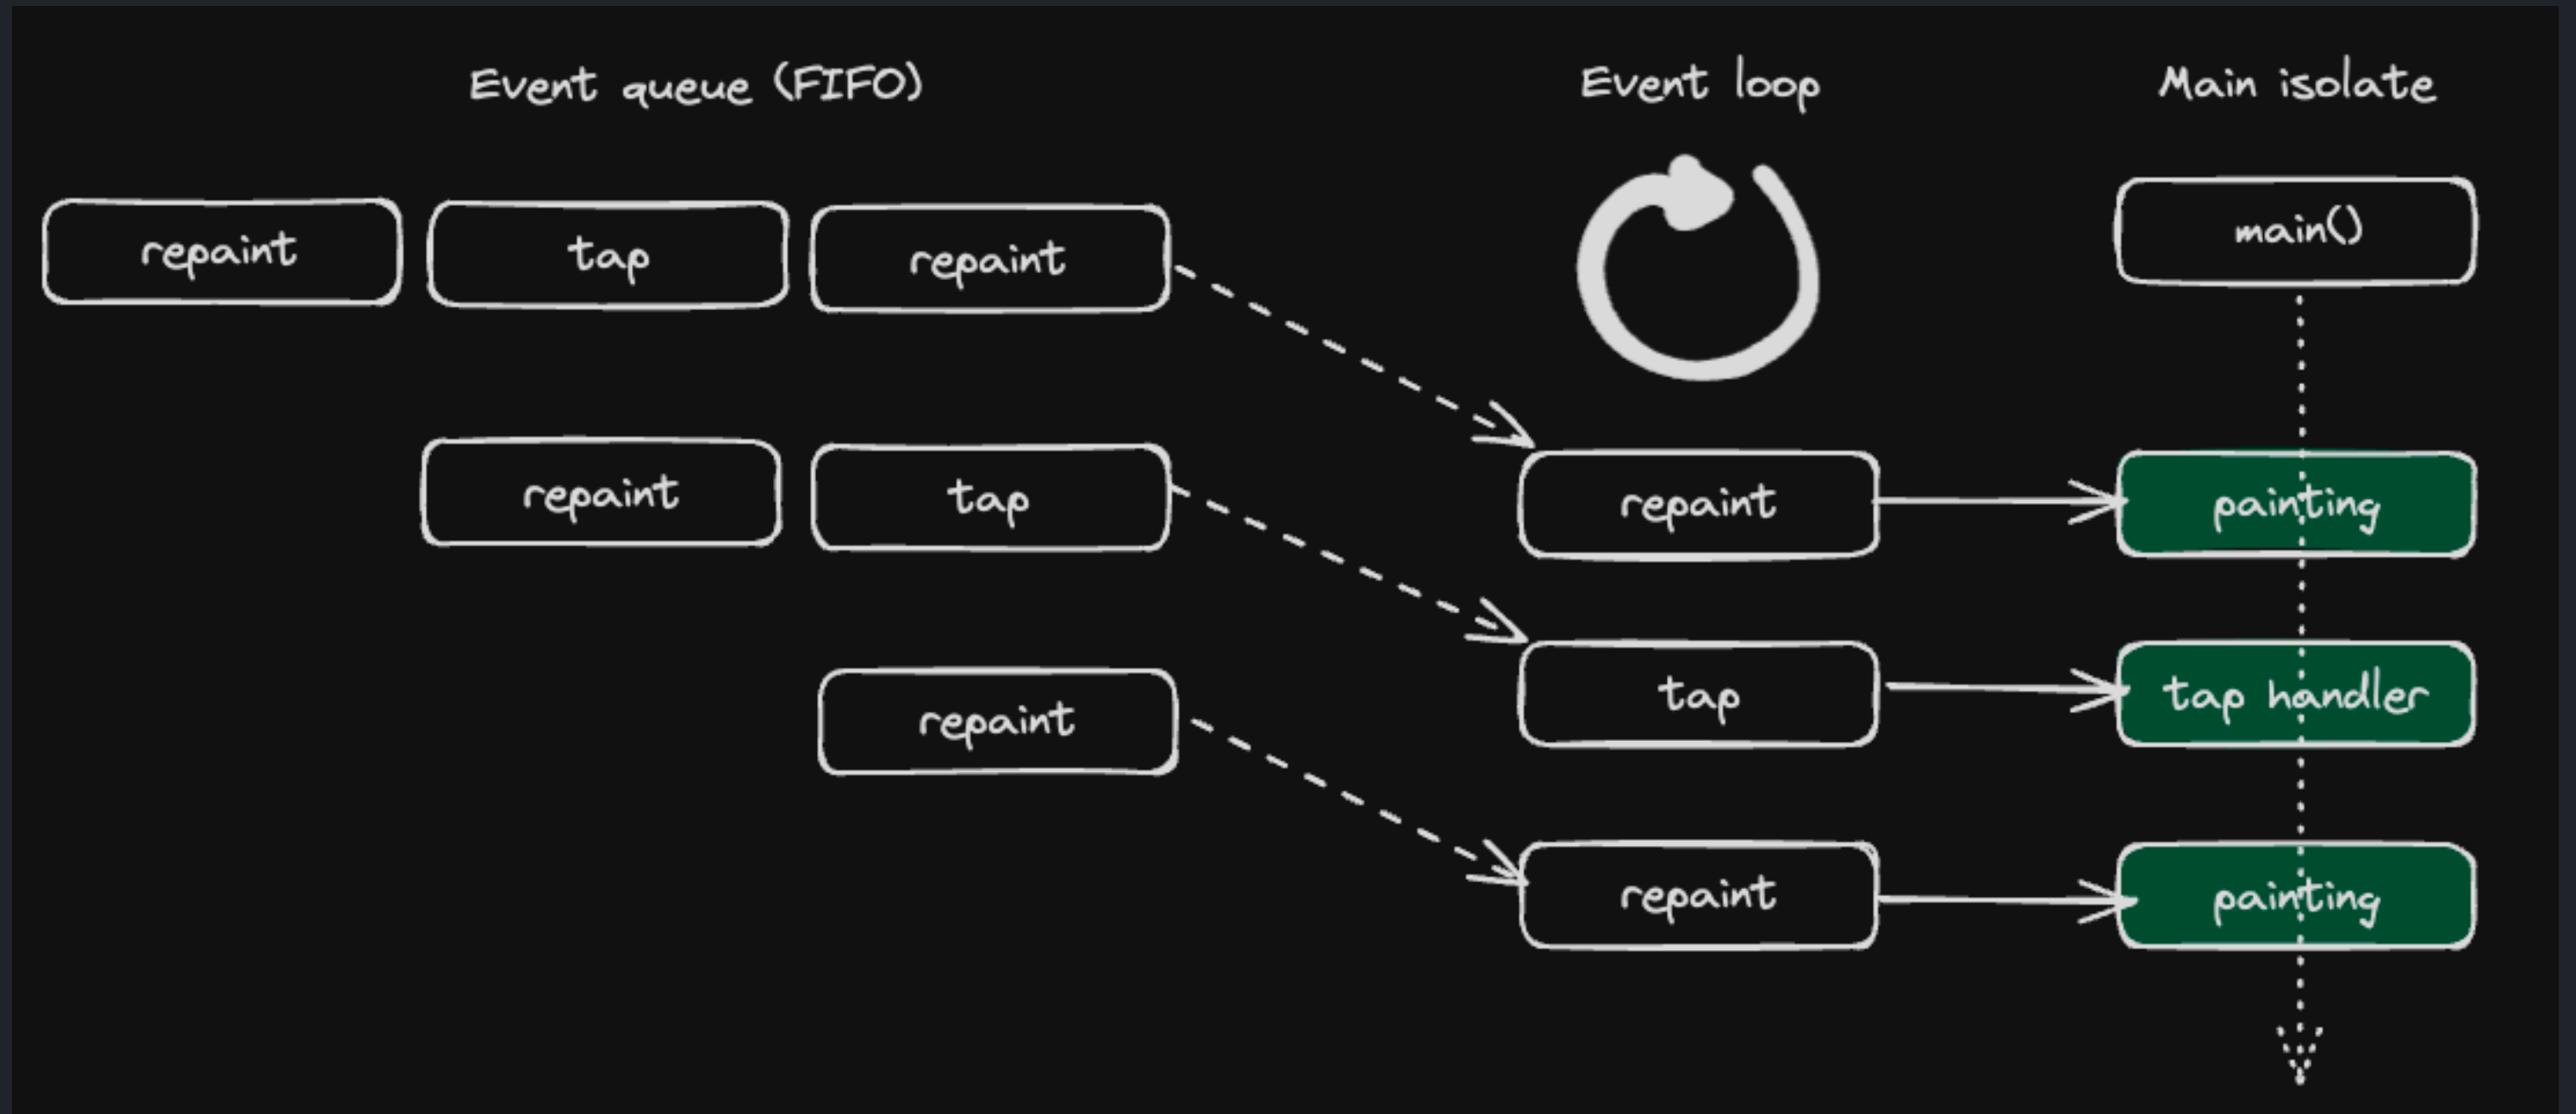 Event queue (FIFO)
Event loop
Main isolate
repaint
tap
repaint
main()
repaint
tap
repaint
painting
repaint
tap
tap handler
repaint
painting